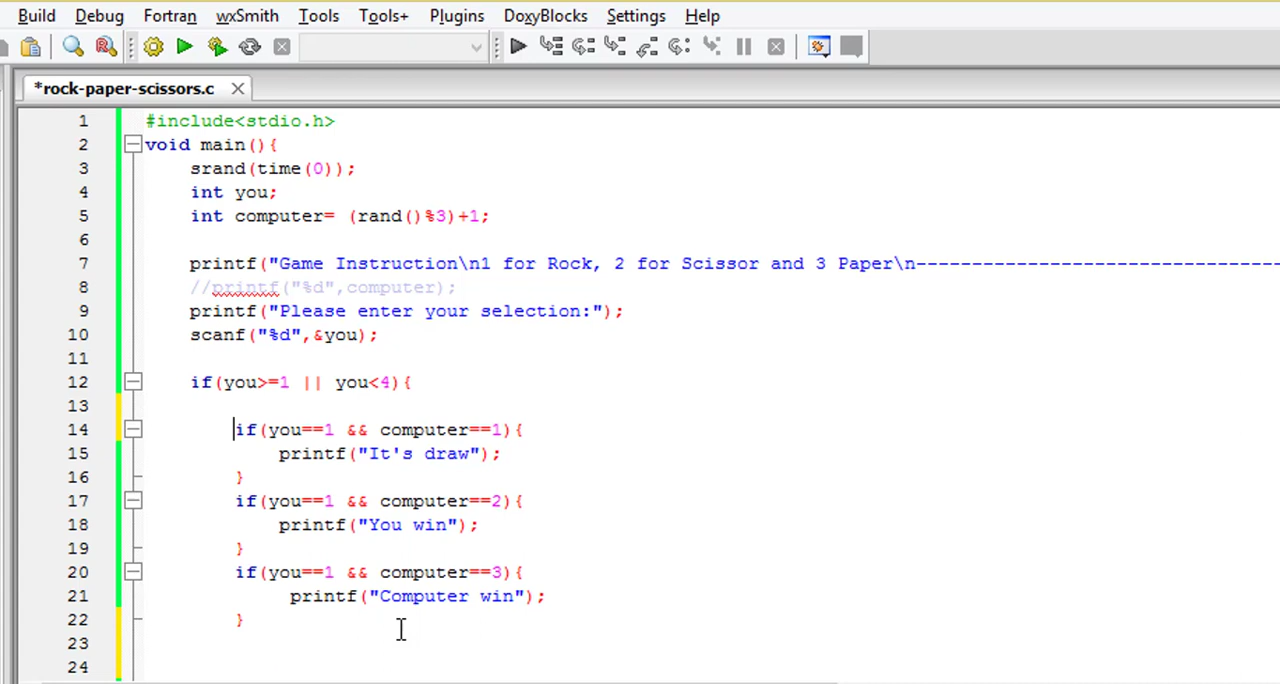 Build Debug Fortran wxSmith Tools Tools+ Plugins DoxyBlocks Settings Help
*rock-paper-scissors.c
1 #include<stdio.h>
2 void main(){
3 srand(time(0));
4 int you;
5 int computer= (rand()%3)+1;
6
7 printf("Game Instruction\n1 for Rock, 2 for Scissor and 3 Paper\n---------------------------------
8 //printf("%d",computer);
9 printf("Please enter your selection:");
10 scanf("%d",&you);
11
12 if(you>=1 || you<4){
13
14 if(you==1 && computer==1){
15 printf("It's draw");
16 }
17 if(you==1 && computer==2){
18 printf("You win");
19 }
20 if(you==1 && computer==3){
21 printf("Computer win");
22 }
23
24